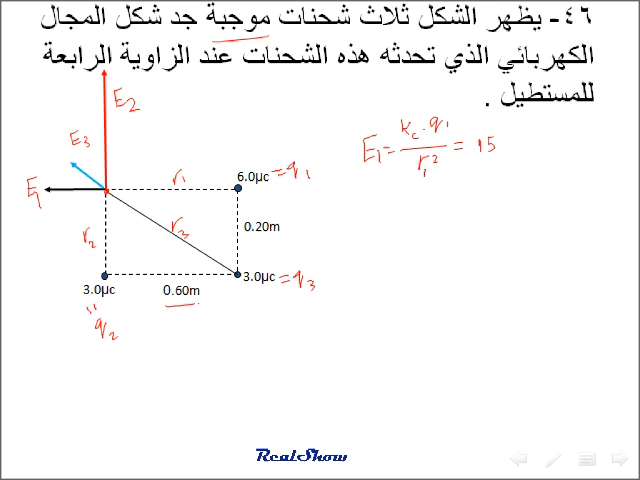 ٤٦- يظهر الشكل ثلاث شحنات موجبة جد شكل المجال
الكهربائي الذي تحدثه هذه الشحنات عند الزاوية الرابعة
للمستطيل .
E2
E3
E1
r1
6.0µc =q1
E1= kc.q1/r1² = 15
r2
r3
0.20m
3.0µc
0.60m
3.0µc =q3
"
q2
RealShow